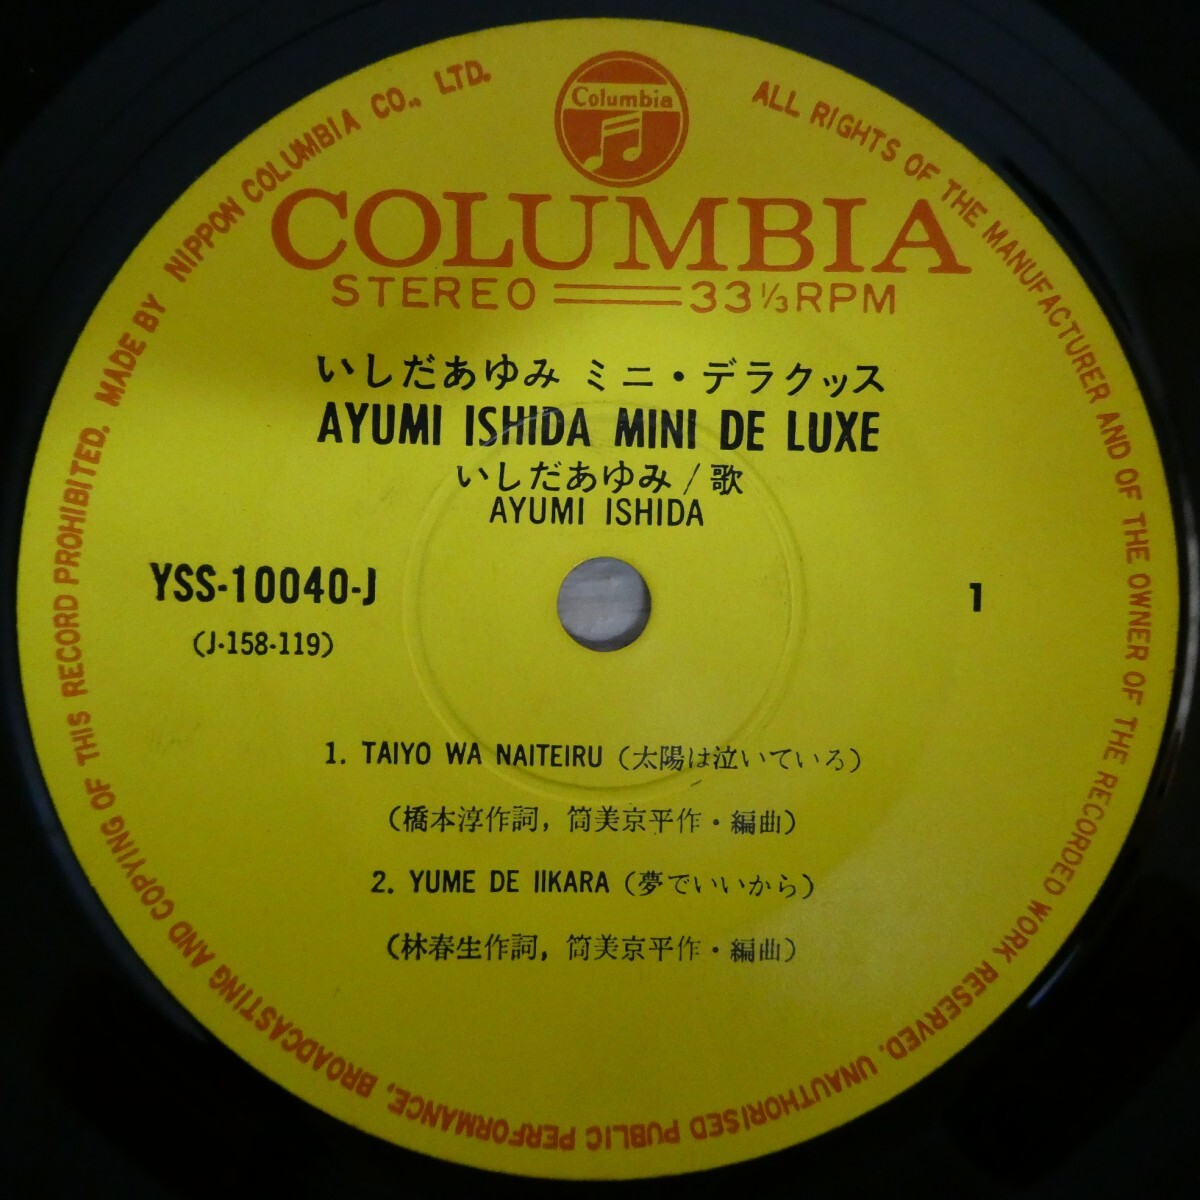 Columbia
COLUMBIA
STEREO 33 1/3 RPM
いしだあゆみ ミニ・デラクッス
AYUMI ISHIDA MINI DE LUXE
いしだあゆみ/歌
AYUMI ISHIDA
YSS-10040-J
(J-158-119)
1
1. TAIYO WA NAITEIRU (太陽は泣いている)
(橋本淳作詞, 筒美京平作・編曲)
2. YUME DE IIKARA (夢でいいから)
(林春生作詞, 筒美京平作・編曲)
MADE BY NIPPON COLUMBIA CO., LTD.
ALL RIGHTS OF THE MANUFACTURER AND OF THE OWNER OF THE RECORDED WORK RESERVED. UNAUTHORISED PUBLIC PERFORMANCE, BROADCASTING AND COPYING OF THIS RECORD PROHIBITED.